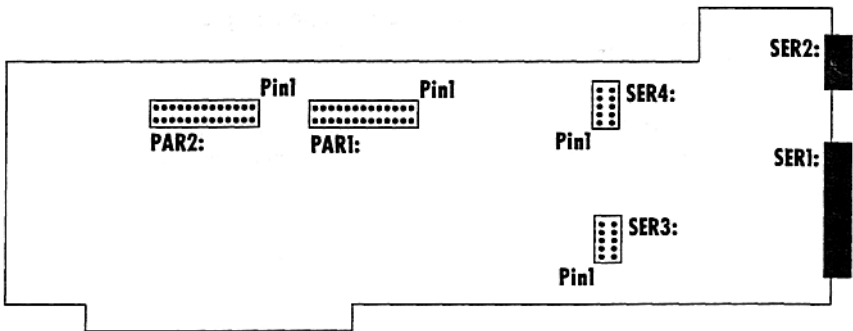 SER2:
Pin1
Pin1
SER4:
PAR2:
PAR1:
Pin1
SER1:
SER3:
Pin1